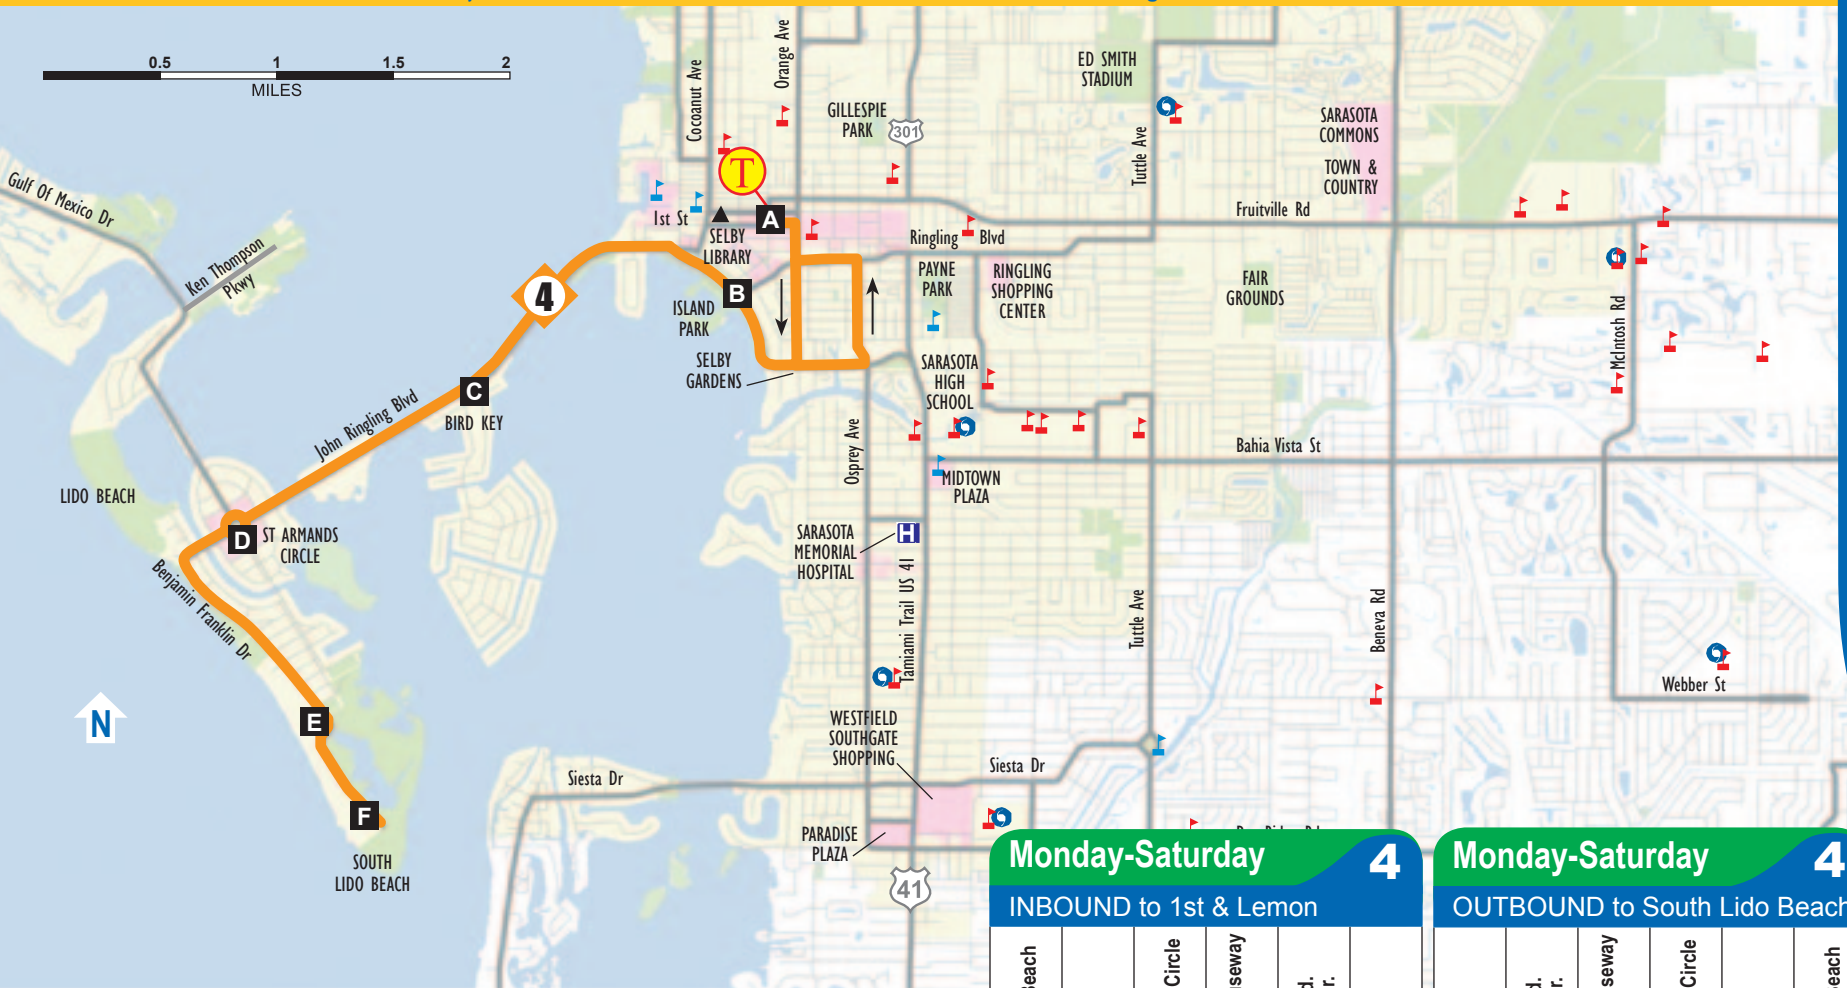 0.5
1
1.5
2
MILES
Cocoanut Ave
Orange Ave
GILLESPIE
PARK
301
ED SMITH
STADIUM
Tuttle Ave
SARASOTA
COMMONS
TOWN &
COUNTRY
Fruitville Rd
Gulf Of Mexico Dr
Ken Thompson
Pkwy
T
1st St
A
SELBY
LIBRARY
Ringling Blvd
4
B
ISLAND
PARK
PAYNE
PARK
RINGLING
SHOPPING
CENTER
FAIR
GROUNDS
McIntosh Rd
SELBY
GARDENS
SARASOTA
HIGH
SCHOOL
C
BIRD KEY
John Ringling Blvd
Osprey Ave
Bahia Vista St
LIDO BEACH
MIDTOWN
PLAZA
D
ST ARMANDS
CIRCLE
SARASOTA
MEMORIAL
HOSPITAL
H
Benjamin Franklin Dr
Tamiami Trail US 41
Tuttle Ave
Beneva Rd
Webber St
N
E
WESTFIELD
SOUTHGATE
SHOPPING
Siesta Dr
Siesta Dr
F
SOUTH
LIDO BEACH
PARADISE
PLAZA
41
Monday-Saturday
4
INBOUND to 1st & Lemon
Circle
Monday-Saturday
4
OUTBOUND to South Lido Beach
Circle